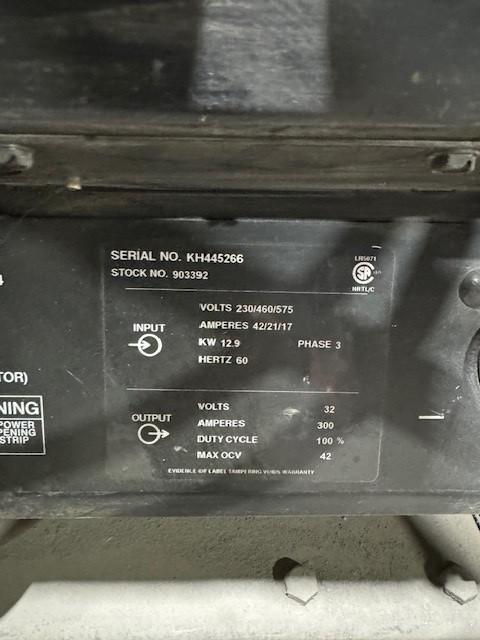 SERIAL NO. KH445266
STOCK NO. 903392
LR5071
NRTL/C
INPUT
VOLTS 230/460/575
AMPERES 42/21/17
KW 12.9 PHASE 3
HERTZ 60
OUTPUT
VOLTS 32
AMPERES 300
DUTY CYCLE 100 %
MAX OCV 42
EVIDENCE OF LABEL TAMPERING VOIDS WARRANTY
4
TOR)
NING
POWER
PENING
STRIP